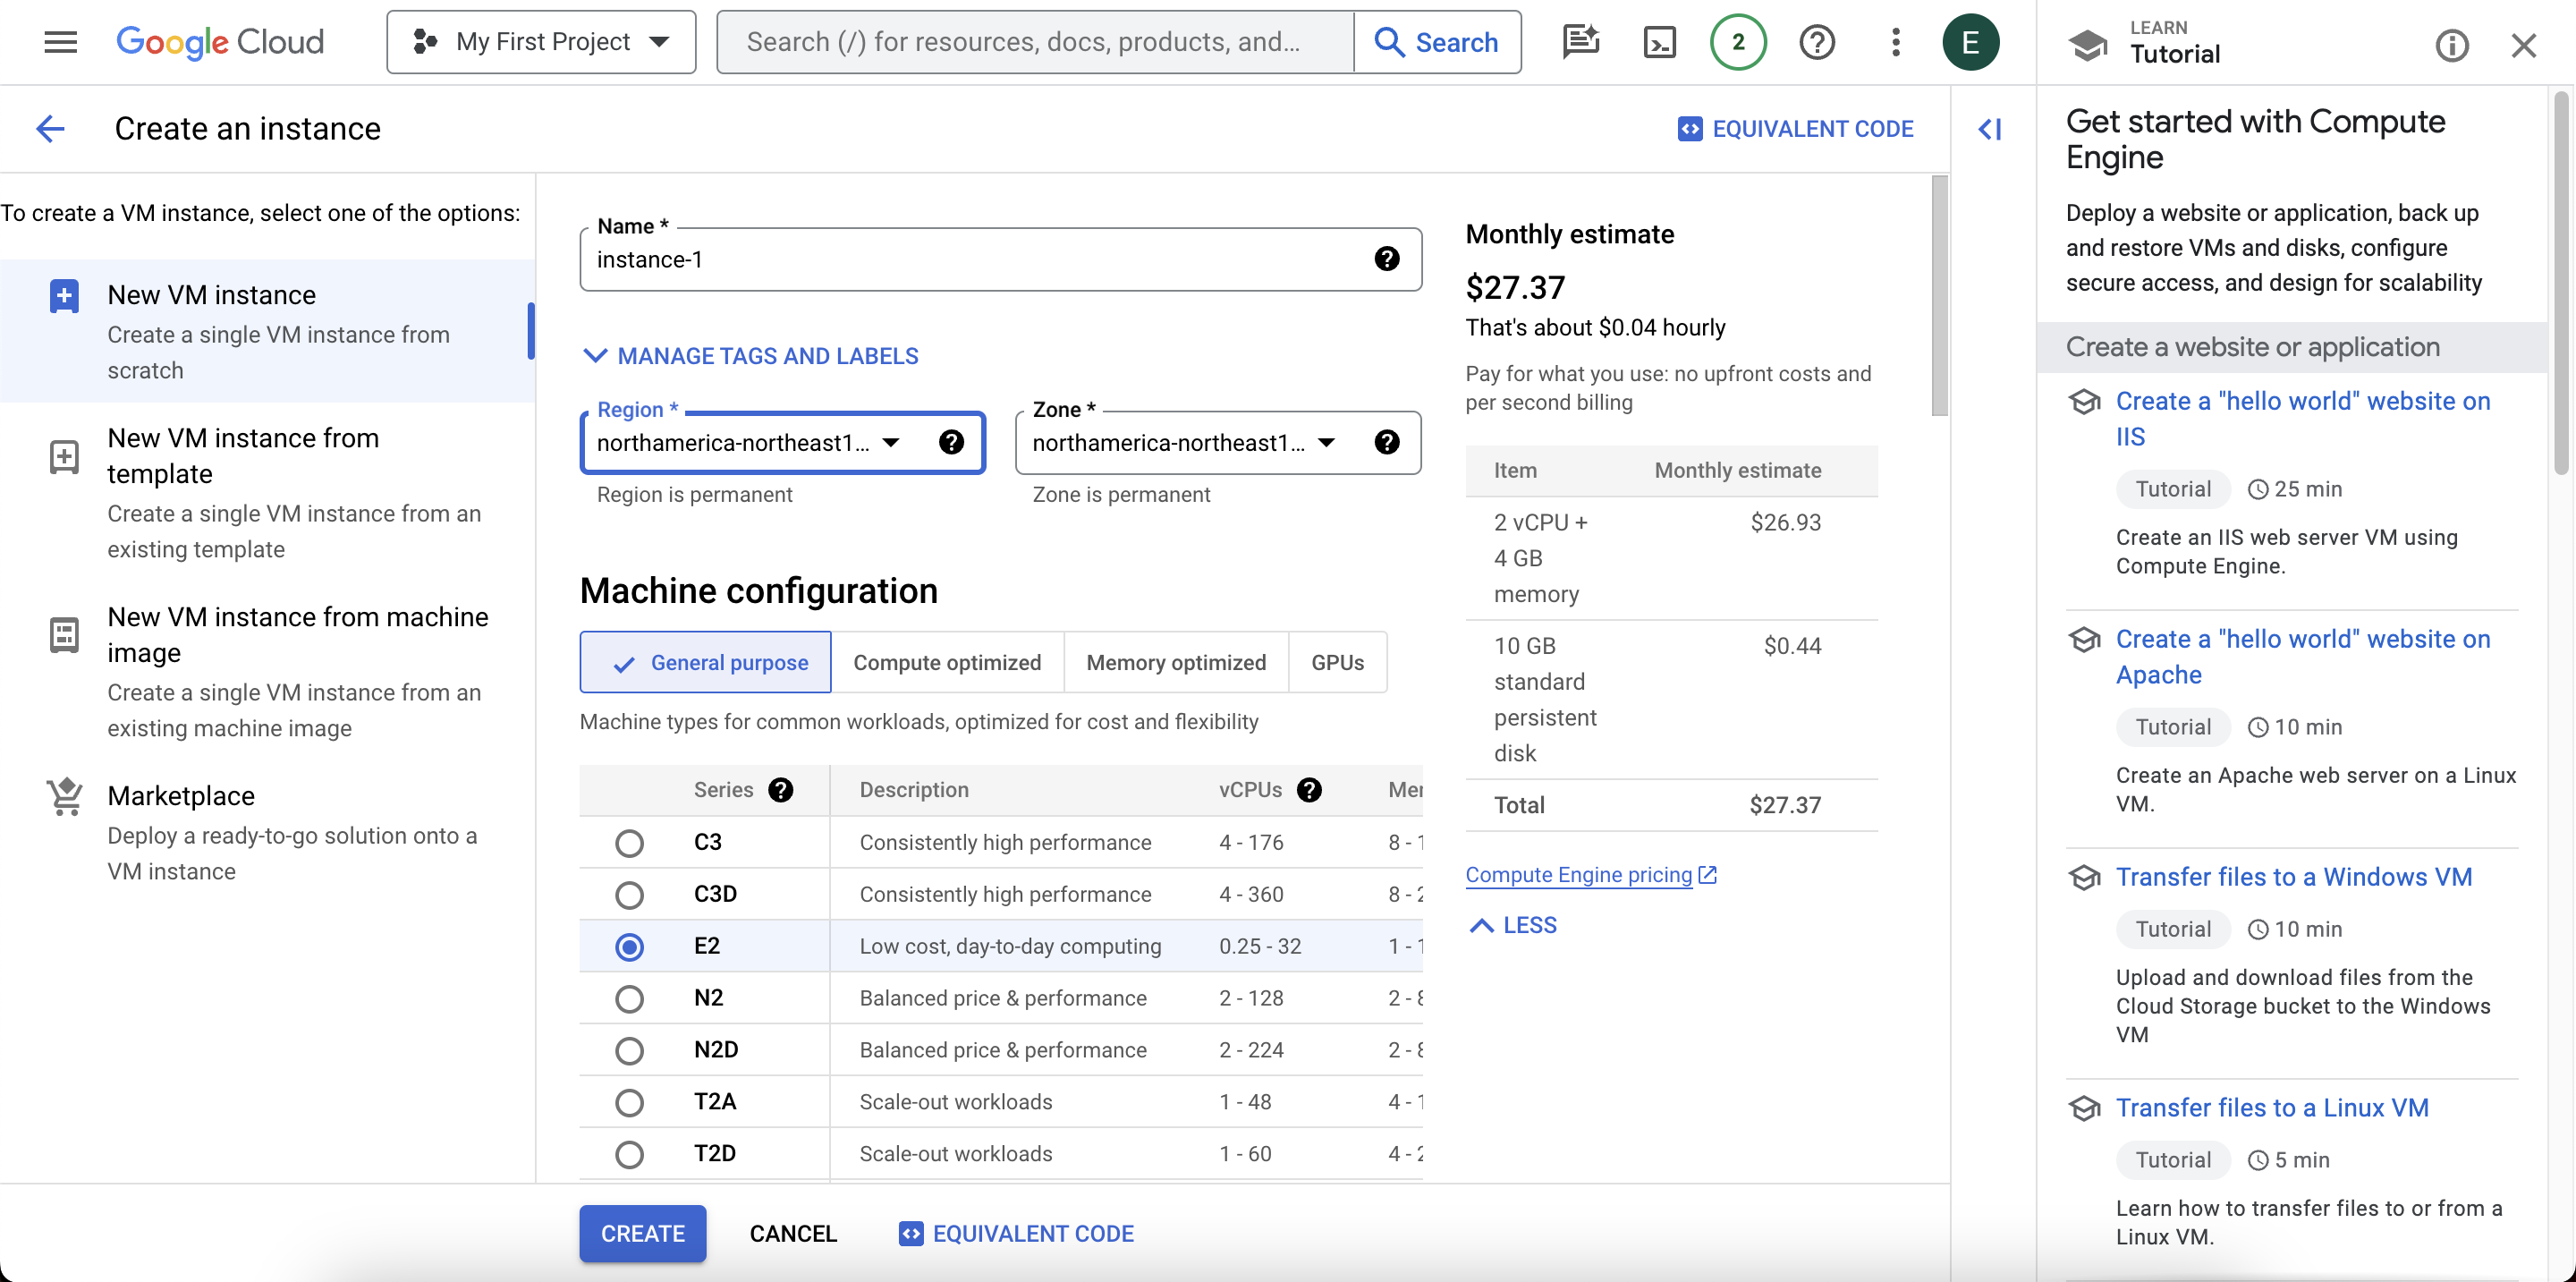 Google Cloud
My First Project
Search (/) for resources, docs, products, and...
Search
2
E
LEARN
Tutorial
Create an instance
EQUIVALENT CODE
To create a VM instance, select one of the options:
New VM instance
Create a single VM instance from
scratch
New VM instance from
template
Create a single VM instance from an
existing template
New VM instance from machine
image
Create a single VM instance from an
existing machine image
Marketplace
Deploy a ready-to-go solution onto a
VM instance
Name *
instance-1
MANAGE TAGS AND LABELS
Region *
northamerica-northeast1...
Region is permanent
Zone *
northamerica-northeast1...
Zone is permanent
Machine configuration
General purpose
Compute optimized
Memory optimized
GPUs
Machine types for common workloads, optimized for cost and flexibility
Series Description vCPUs
C3 Consistently high performance 4 - 176 8 - 1
C3D Consistently high performance 4 - 360 8 - 2
E2 Low cost, day-to-day computing 0.25 - 32 1 - 1
N2 Balanced price & performance 2 - 128 2 - 8
N2D Balanced price & performance 2 - 224 2 - 8
T2A Scale-out workloads 1 - 48 4 - 1
T2D Scale-out workloads 1 - 60 4 - 2
CREATE
CANCEL
EQUIVALENT CODE
Monthly estimate
$27.37
That's about $0.04 hourly
Pay for what you use: no upfront costs and
per second billing
Item Monthly estimate
2 vCPU + $26.93
4 GB
memory
10 GB $0.44
standard
persistent
disk
Total $27.37
Compute Engine pricing
LESS
Get started with Compute
Engine
Deploy a website or application, back up
and restore VMs and disks, configure
secure access, and design for scalability
Create a website or application
Create a "hello world" website on
IIS
Tutorial 25 min
Create an IIS web server VM using
Compute Engine.
Create a "hello world" website on
Apache
Tutorial 10 min
Create an Apache web server on a Linux
VM.
Transfer files to a Windows VM
Tutorial 10 min
Upload and download files from the
Cloud Storage bucket to the Windows
VM
Transfer files to a Linux VM
Tutorial 5 min
Learn how to transfer files to or from a
Linux VM.